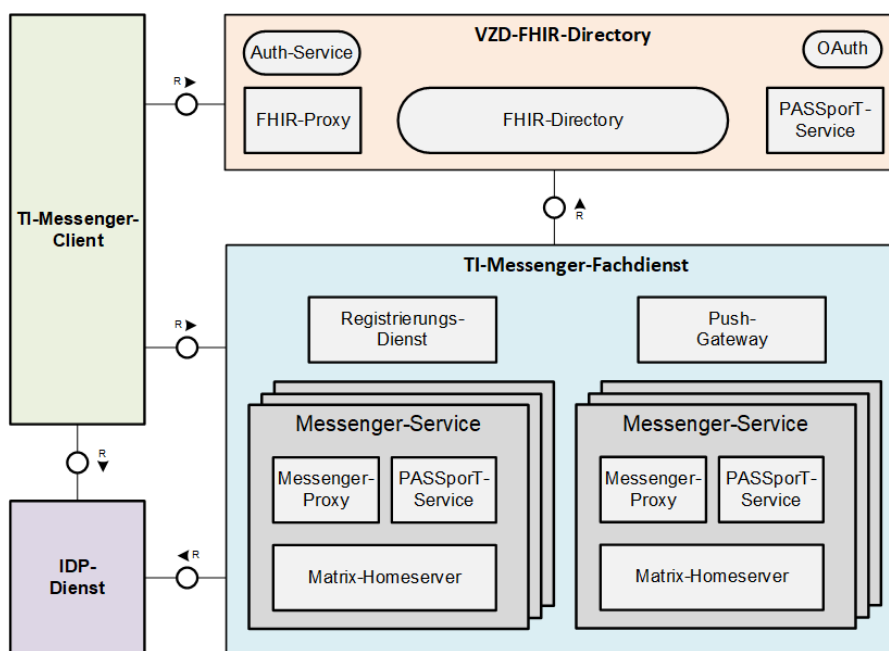 VZD-FHIR-Directory
Auth-Service
OAuth
FHIR-Proxy
FHIR-Directory
PASSporT-
Service
R
R
TI-Messenger-
Client
TI-Messenger-Fachdienst
Registrierungs-
Dienst
Push-
Gateway
R
Messenger-Service
Messenger-
Proxy
PASSporT-
Service
Matrix-Homeserver
Messenger-Service
Messenger-
Proxy
PASSporT-
Service
Matrix-Homeserver
R
IDP-
Dienst
R